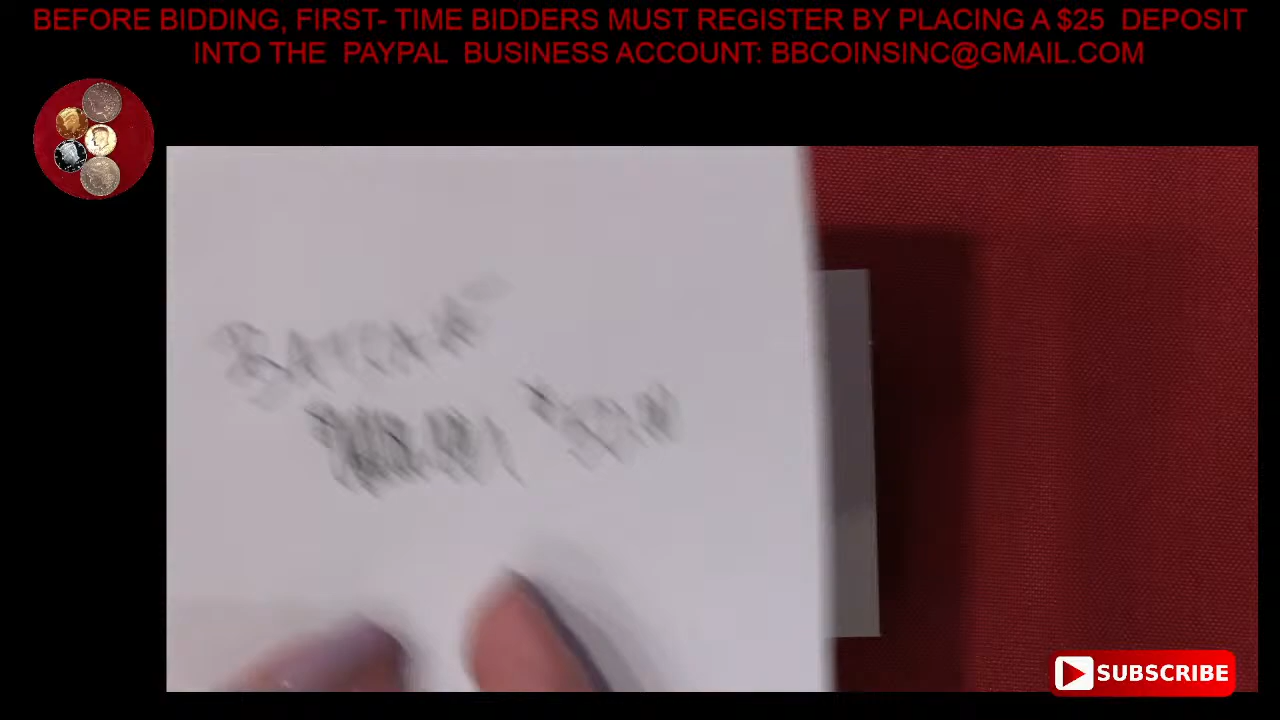 BEFORE BIDDING, FIRST- TIME BIDDERS MUST REGISTER BY PLACING A $25 DEPOSIT
INTO THE PAYPAL BUSINESS ACCOUNT: BBCOINSINC@GMAIL.COM
SUBSCRIBE